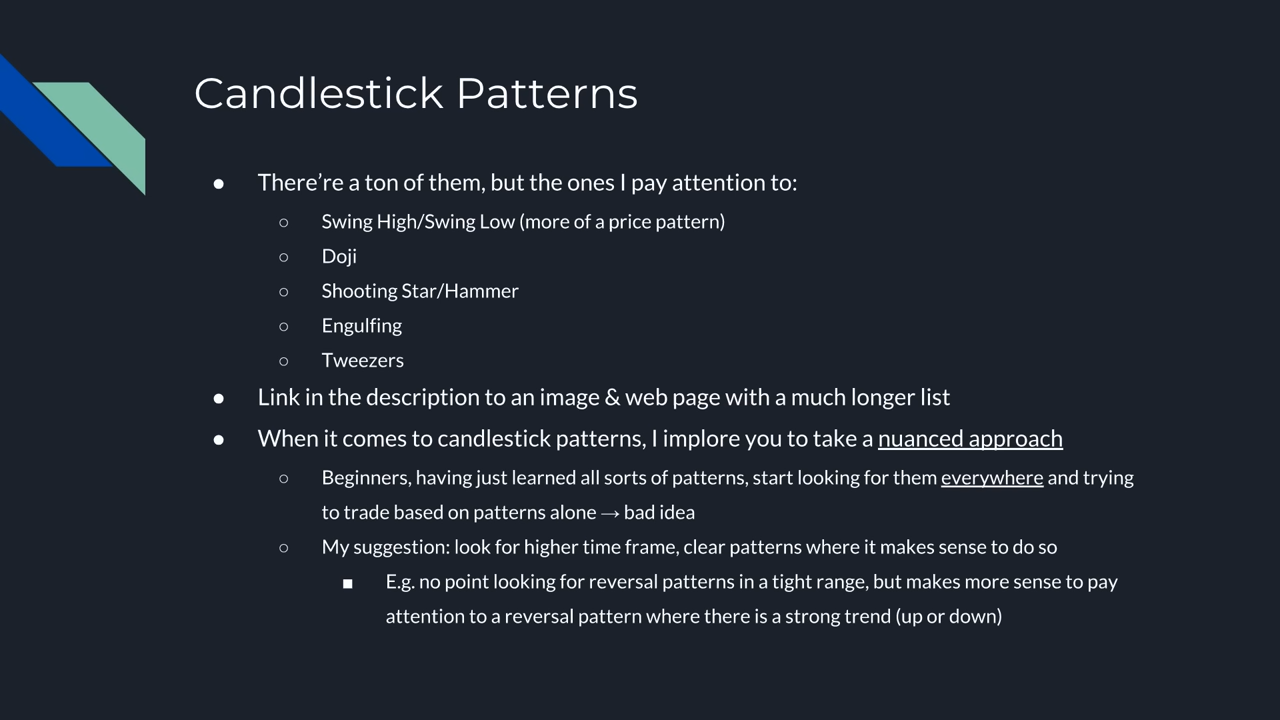 Candlestick Patterns
● There’re a ton of them, but the ones I pay attention to:
○ Swing High/Swing Low (more of a price pattern)
○ Doji
○ Shooting Star/Hammer
○ Engulfing
○ Tweezers
● Link in the description to an image & web page with a much longer list
● When it comes to candlestick patterns, I implore you to take a nuanced approach
○ Beginners, having just learned all sorts of patterns, start looking for them everywhere and trying
to trade based on patterns alone → bad idea
○ My suggestion: look for higher time frame, clear patterns where it makes sense to do so
■ E.g. no point looking for reversal patterns in a tight range, but makes more sense to pay
attention to a reversal pattern where there is a strong trend (up or down)